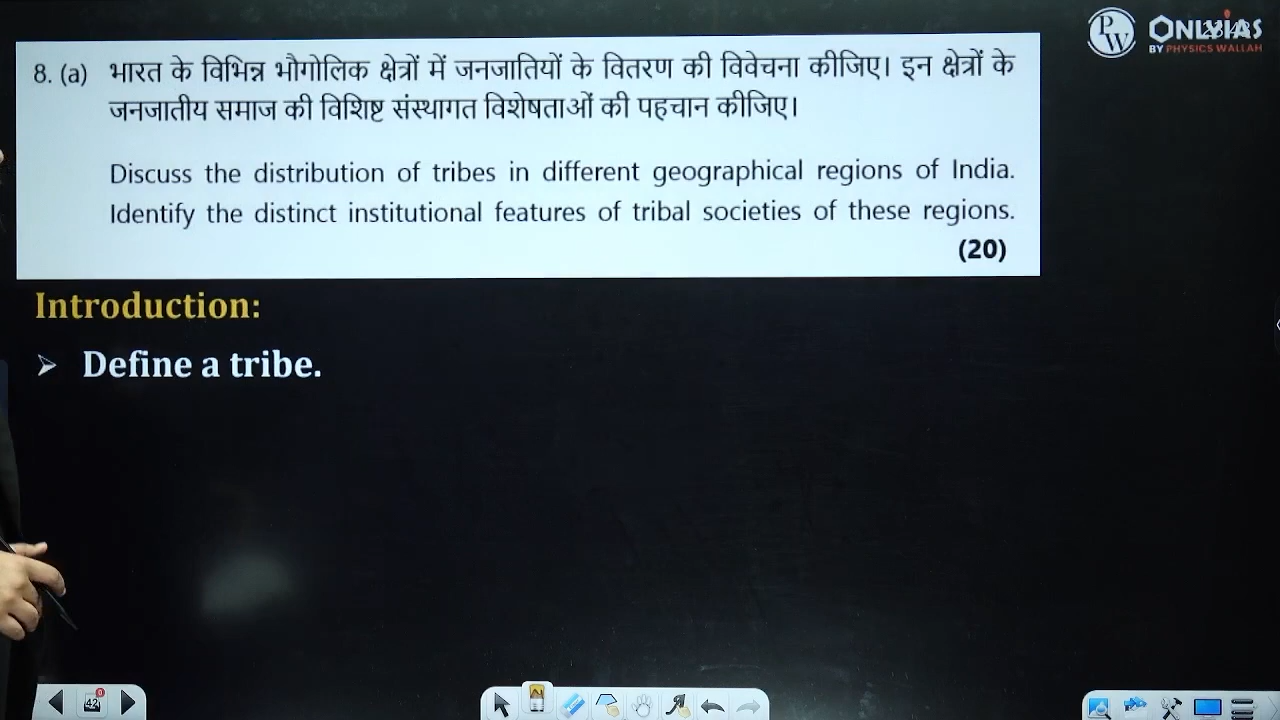 ONLYIAS
BY PHYSICS WALLAH
PW
8. (a) भारत के विभिन्न भौगोलिक क्षेत्रों में जनजातियों के वितरण की विवेचना कीजिए। इन क्षेत्रों के
जनजातीय समाज की विशिष्ट संस्थागत विशेषताओं की पहचान कीजिए।
Discuss the distribution of tribes in different geographical regions of India.
Identify the distinct institutional features of tribal societies of these regions.
(20)
Introduction:
➢ Define a tribe.
42
0